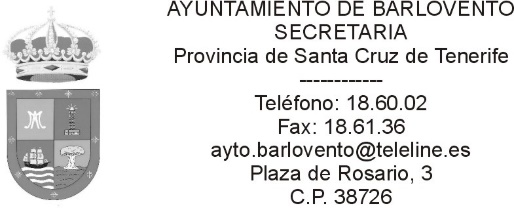 AYUNTAMIENTO DE BARLOVENTO
SECRETARIA
Provincia de Santa Cruz de Tenerife
------------
Teléfono: 18.60.02
Fax: 18.61.36
ayto.barlovento@teleline.es
Plaza de Rosario, 3
C.P. 38726